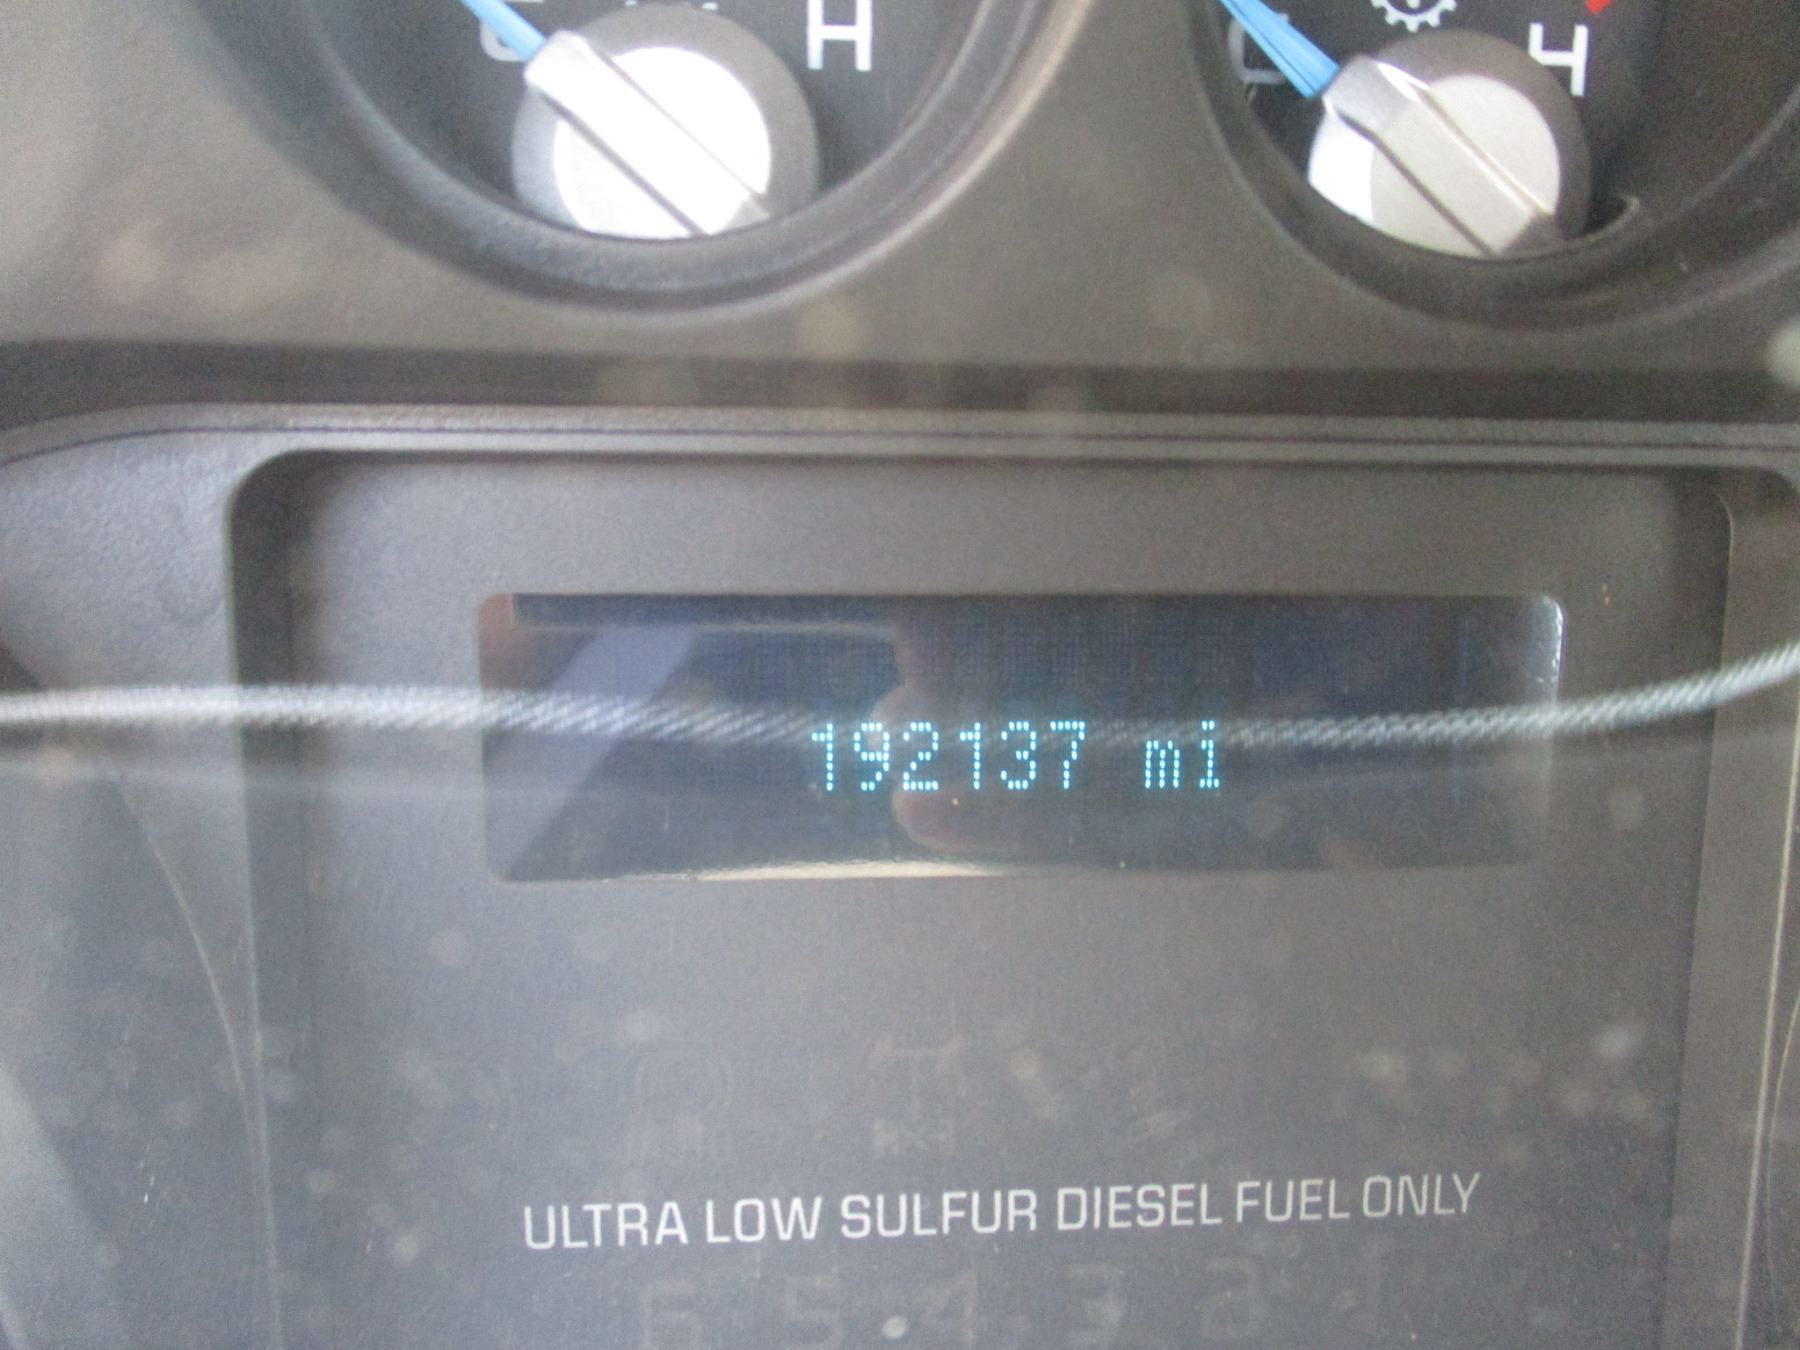 H
H
192137 mi
ULTRA LOW SULFUR DIESEL FUEL ONLY